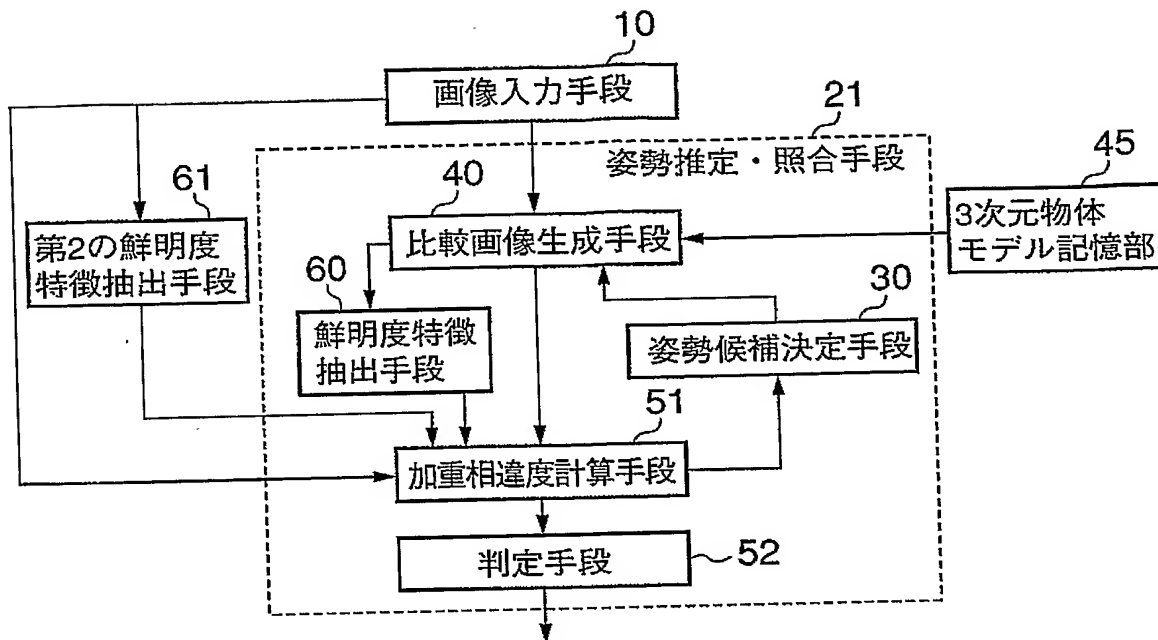 10
画像入力手段
21
姿勢推定・照合手段
45
3次元物体
モデル記憶部
61
第2の鮮明度
特徴抽出手段
40
比較画像生成手段
60
鮮明度特徴
抽出手段
30
姿勢候補決定手段
51
加重相違度計算手段
判定手段
52